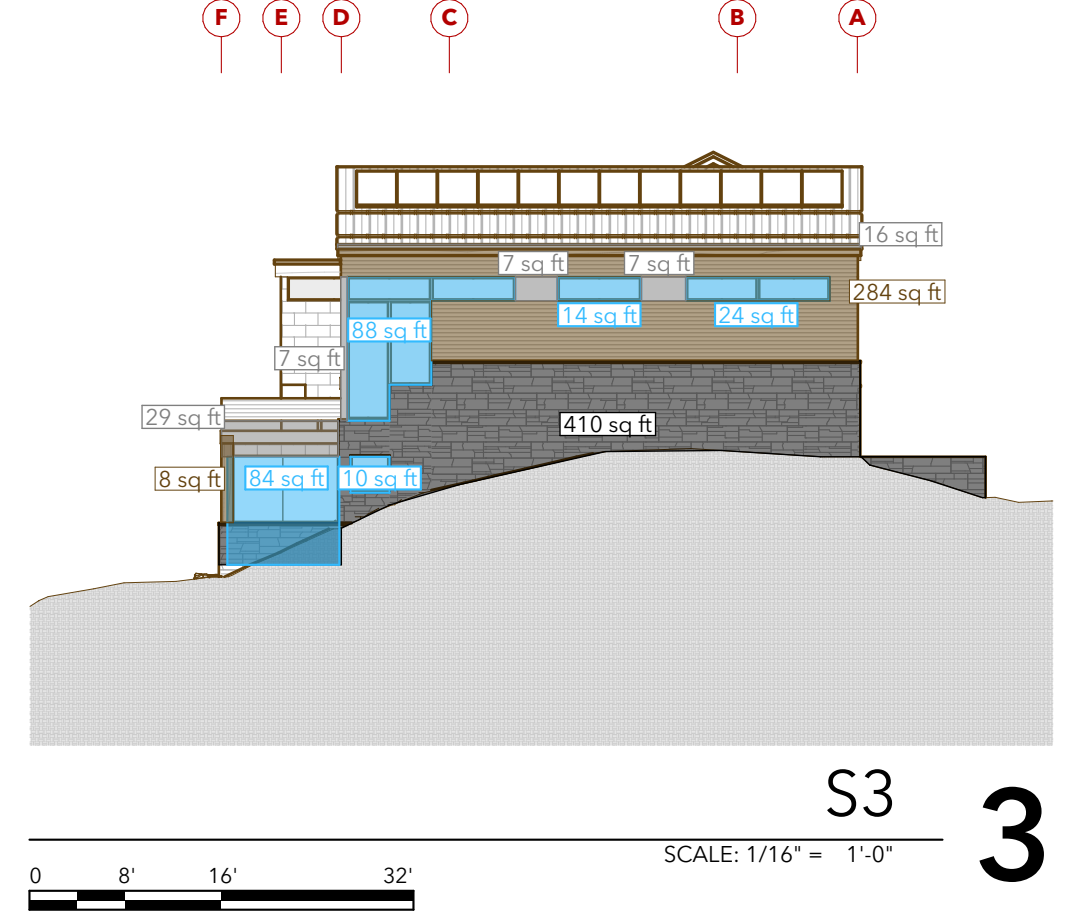 F E D C B A
16 sq ft
7 sq ft 7 sq ft
284 sq ft
14 sq ft 24 sq ft
88 sq ft
7 sq ft
29 sq ft
410 sq ft
8 sq ft 84 sq ft 10 sq ft
S3
3
SCALE: 1/16" = 1'-0"
0 8' 16' 32'